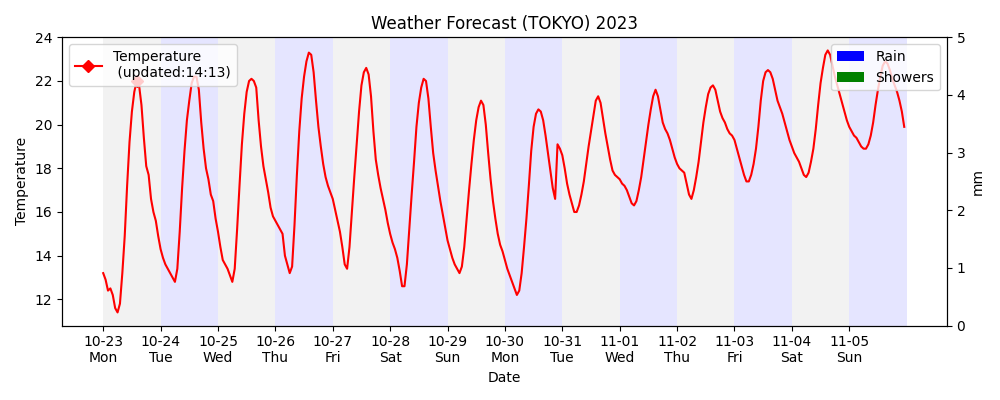 Weather Forecast (TOKYO) 2023
Temperature
(updated:14:13)
Rain
Showers
Temperature
24
22
20
18
16
14
12
5
4
3
2
1
0
mm
10-23 10-24 10-25 10-26 10-27 10-28 10-29 10-30 10-31 11-01 11-02 11-03 11-04 11-05
Mon Tue Wed Thu Fri Sat Sun Mon Tue Wed Thu Fri Sat Sun
Date